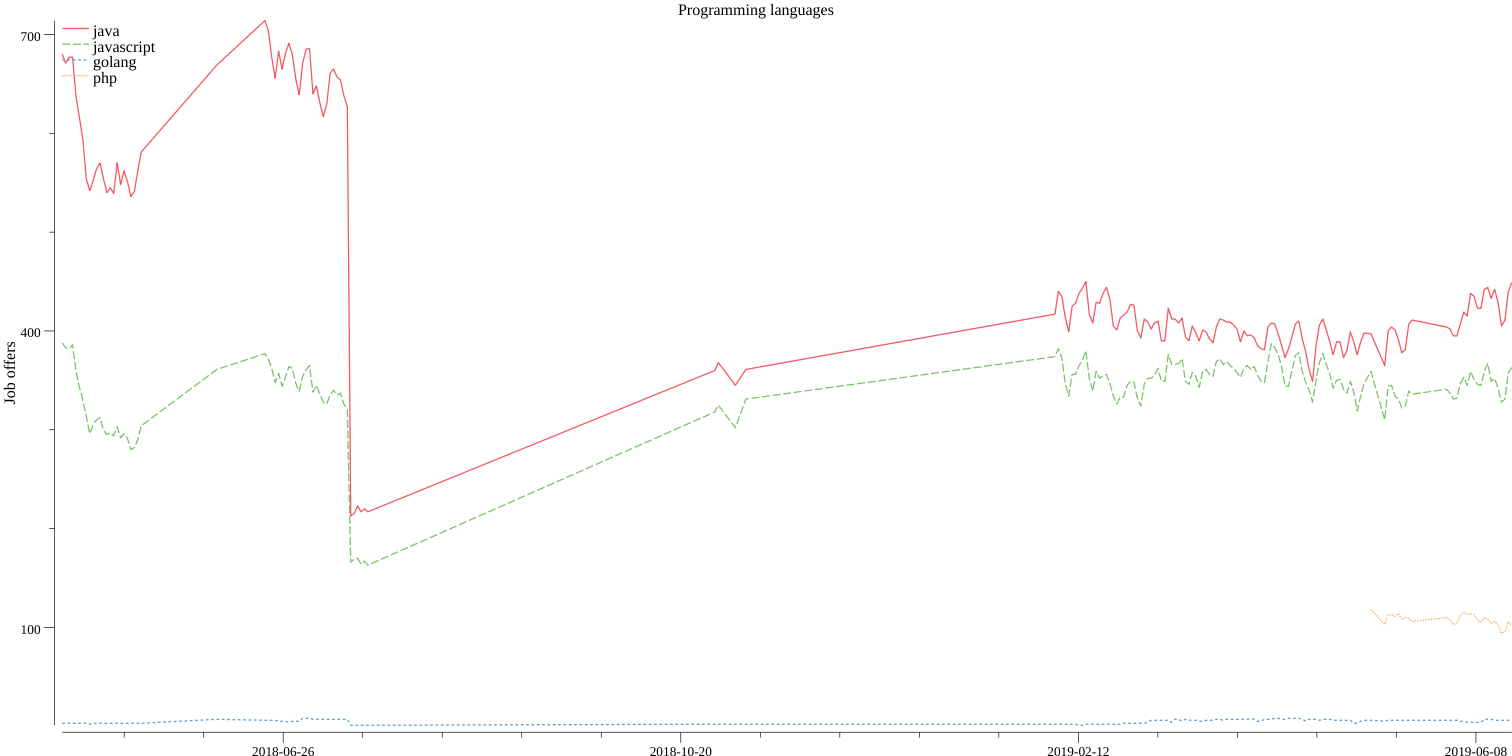 Programming languages
java
javascript
golang
php
700
400
100
Job offers
2018-06-26
2018-10-20
2019-02-12
2019-06-08